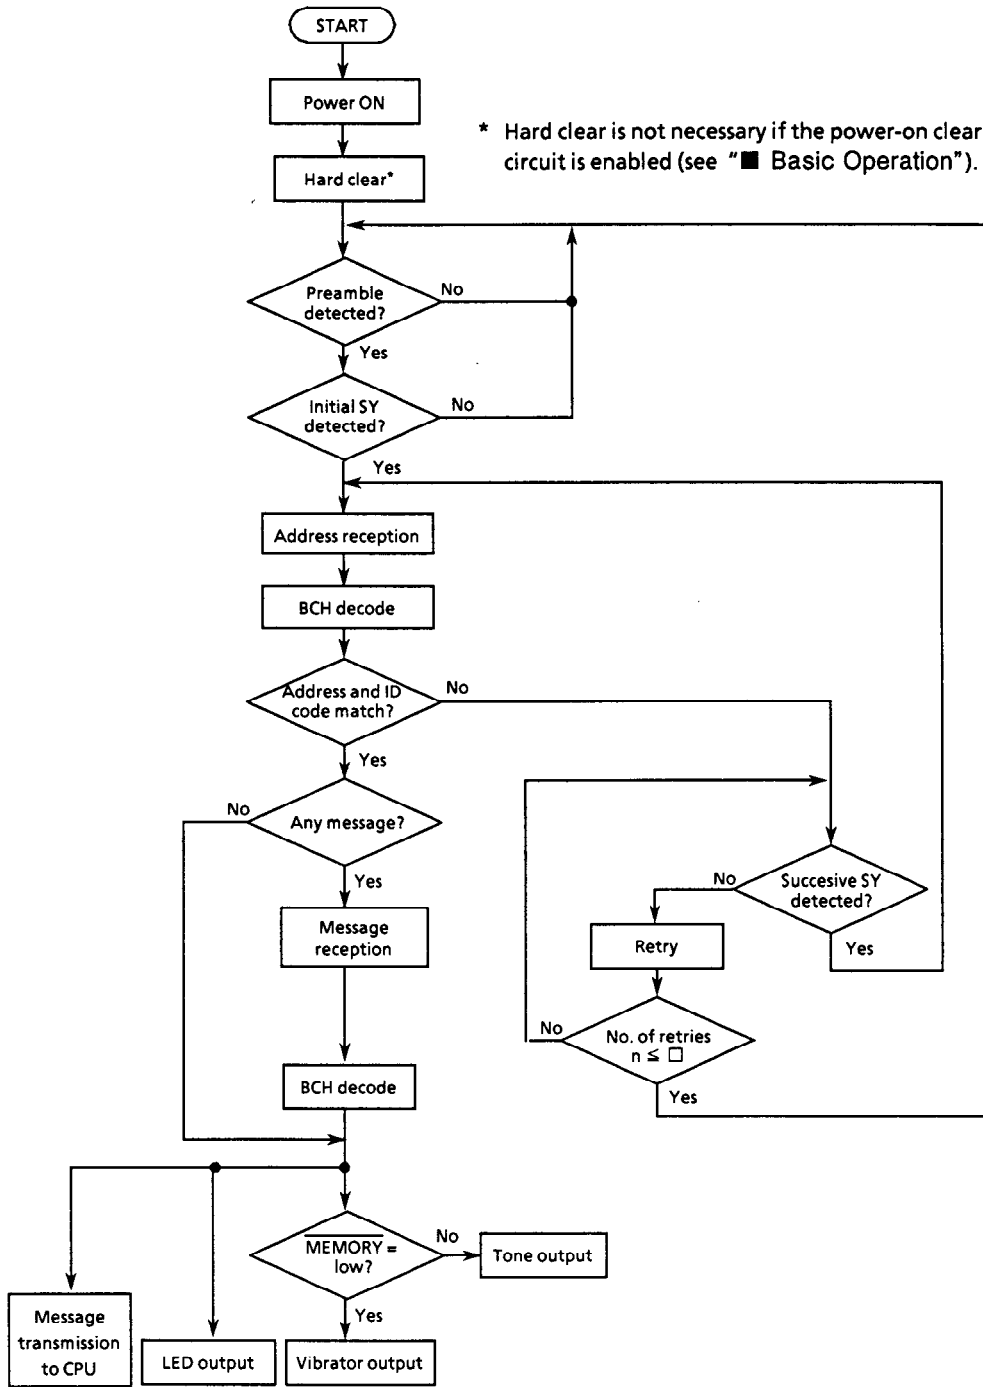 START
Power ON
* Hard clear is not necessary if the power-on clear
circuit is enabled (see "■ Basic Operation").
Hard clear*
Preamble
detected?
No
Yes
Initial SY
detected?
No
Yes
Address reception
BCH decode
Address and ID
code match?
No
Yes
Any message?
No
Yes
Succesive SY
detected?
No
Yes
Message
reception
Retry
No. of retries
n ≦ □
No
Yes
BCH decode
MEMORY =
low?
No
Tone output
Yes
Message
transmission
to CPU
LED output
Vibrator output